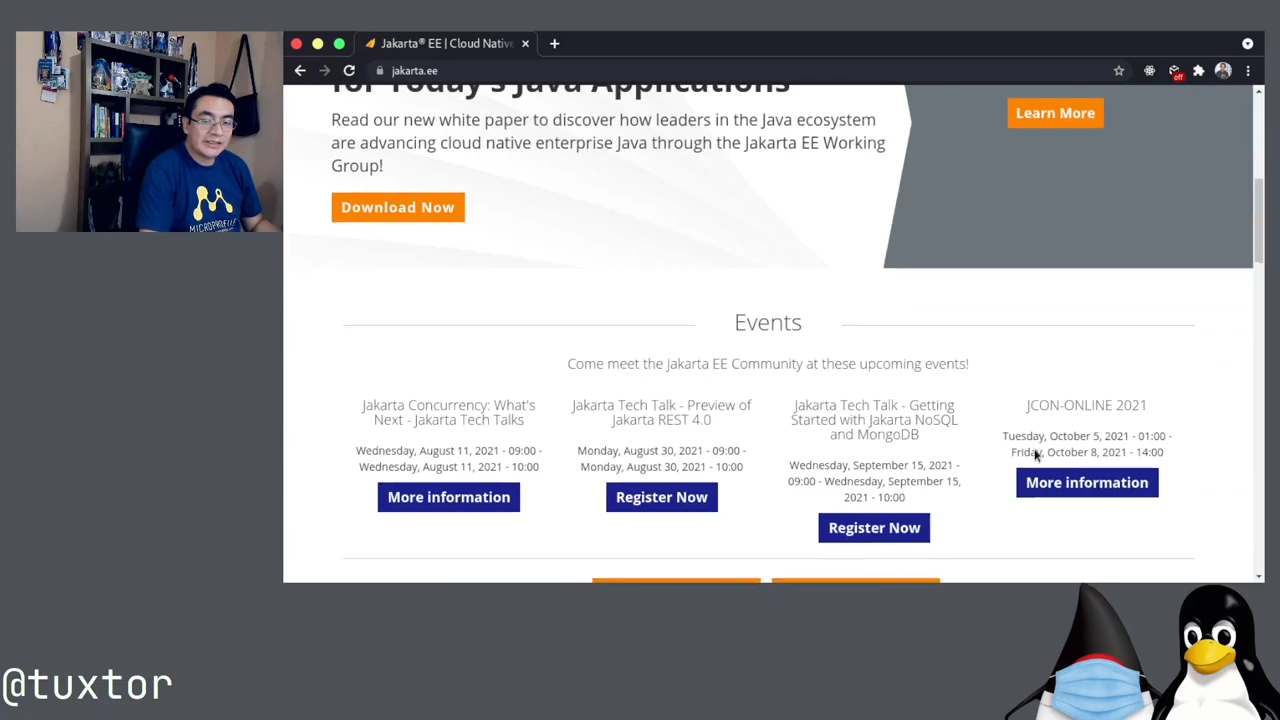 Jakarta® EE | Cloud Native
jakarta.ee
off
for Today's Java Applications
Read our new white paper to discover how leaders in the Java ecosystem
are advancing cloud native enterprise Java through the Jakarta EE Working
Group!
Download Now
Learn More
Events
Come meet the Jakarta EE Community at these upcoming events!
Jakarta Concurrency: What's
Next - Jakarta Tech Talks
Wednesday, August 11, 2021 - 09:00 -
Wednesday, August 11, 2021 - 10:00
More information
Jakarta Tech Talk - Preview of
Jakarta REST 4.0
Monday, August 30, 2021 - 09:00 -
Monday, August 30, 2021 - 10:00
Register Now
Jakarta Tech Talk - Getting
Started with Jakarta NoSQL
and MongoDB
Wednesday, September 15, 2021 -
09:00 - Wednesday, September 15,
2021 - 10:00
Register Now
JCON-ONLINE 2021
Tuesday, October 5, 2021 - 01:00 -
Friday, October 8, 2021 - 14:00
More information
MICROPROFILE
@tuxtor